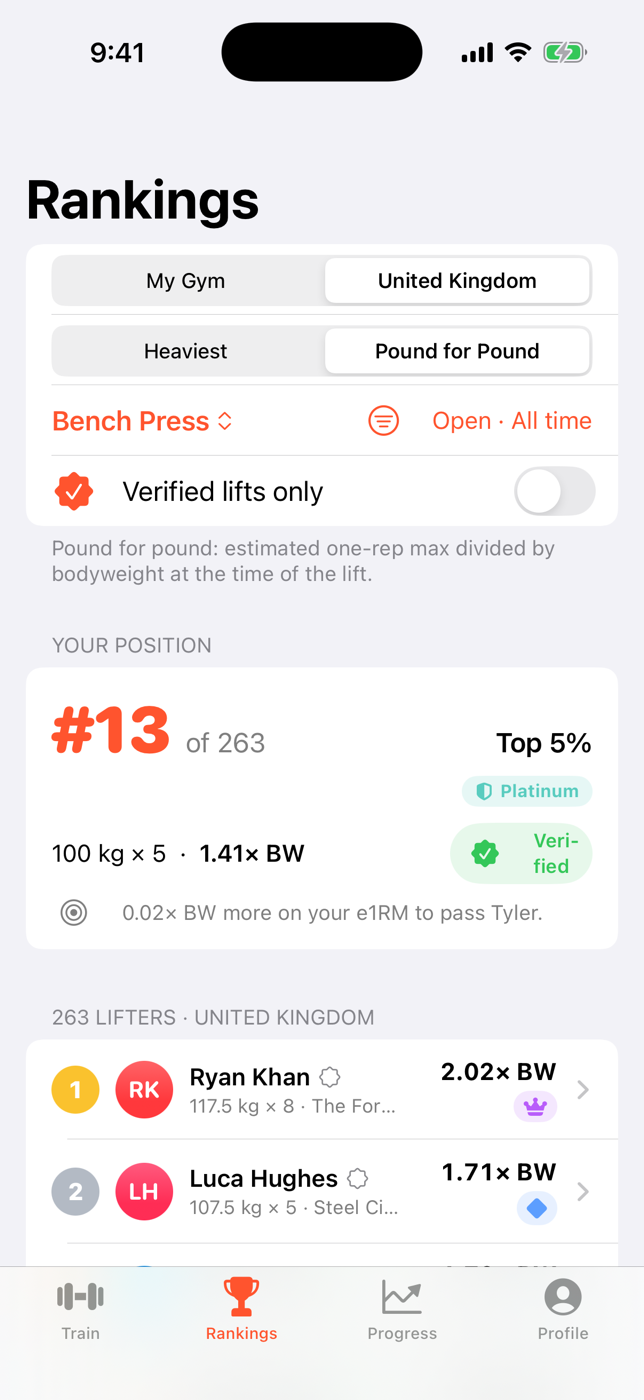 9:41
Rankings
My Gym
United Kingdom
Heaviest
Pound for Pound
Bench Press
Open · All time
Verified lifts only
Pound for pound: estimated one-rep max divided by
bodyweight at the time of the lift.
YOUR POSITION
#13 of 263
Top 5%
Platinum
100 kg × 5 · 1.41× BW
Veri-
fied
0.02× BW more on your e1RM to pass Tyler.
263 LIFTERS · UNITED KINGDOM
1
RK
Ryan Khan
2.02× BW
117.5 kg × 8 · The For...
2
LH
Luca Hughes
1.71× BW
107.5 kg × 5 · Steel Ci...
Train
Rankings
Progress
Profile